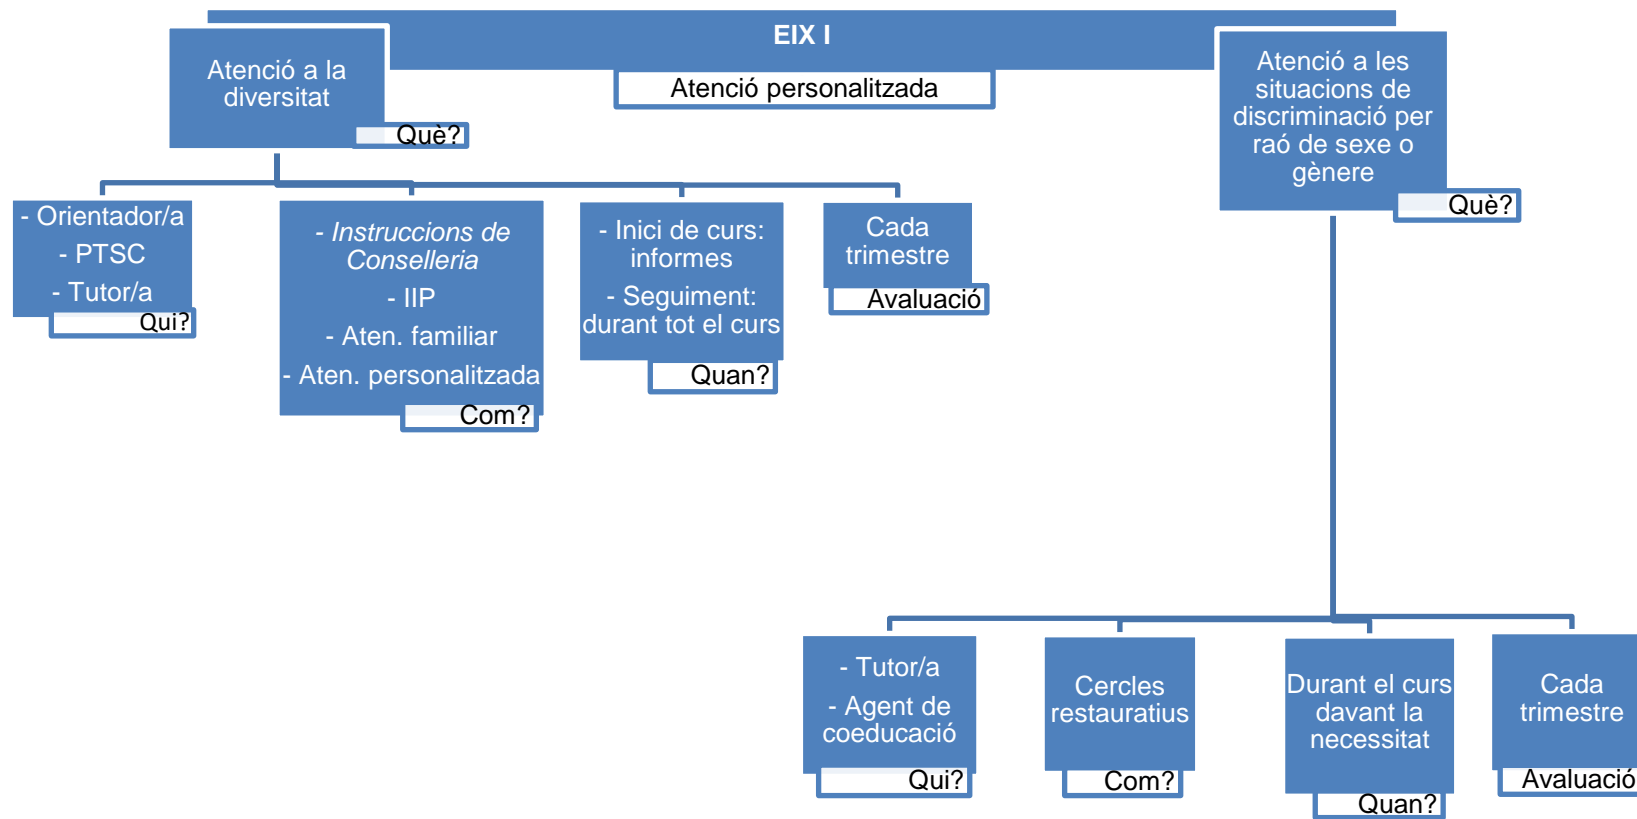 EIX I
Atenció personalitzada
Atenció a la
diversitat
Què?
- Orientador/a
- PTSC
- Tutor/a
Qui?
- Instruccions de
Conselleria
- IIP
- Aten. familiar
- Aten. personalitzada
Com?
- Inici de curs:
informes
- Seguiment:
durant tot el curs
Quan?
Cada
trimestre
Avaluació
Atenció a les
situacions de
discriminació per
raó de sexe o
gènere
Què?
- Tutor/a
- Agent de
coeducació
Qui?
Cercles
restauratius
Com?
Durant el curs
davant la
necessitat
Quan?
Cada
trimestre
Avaluació